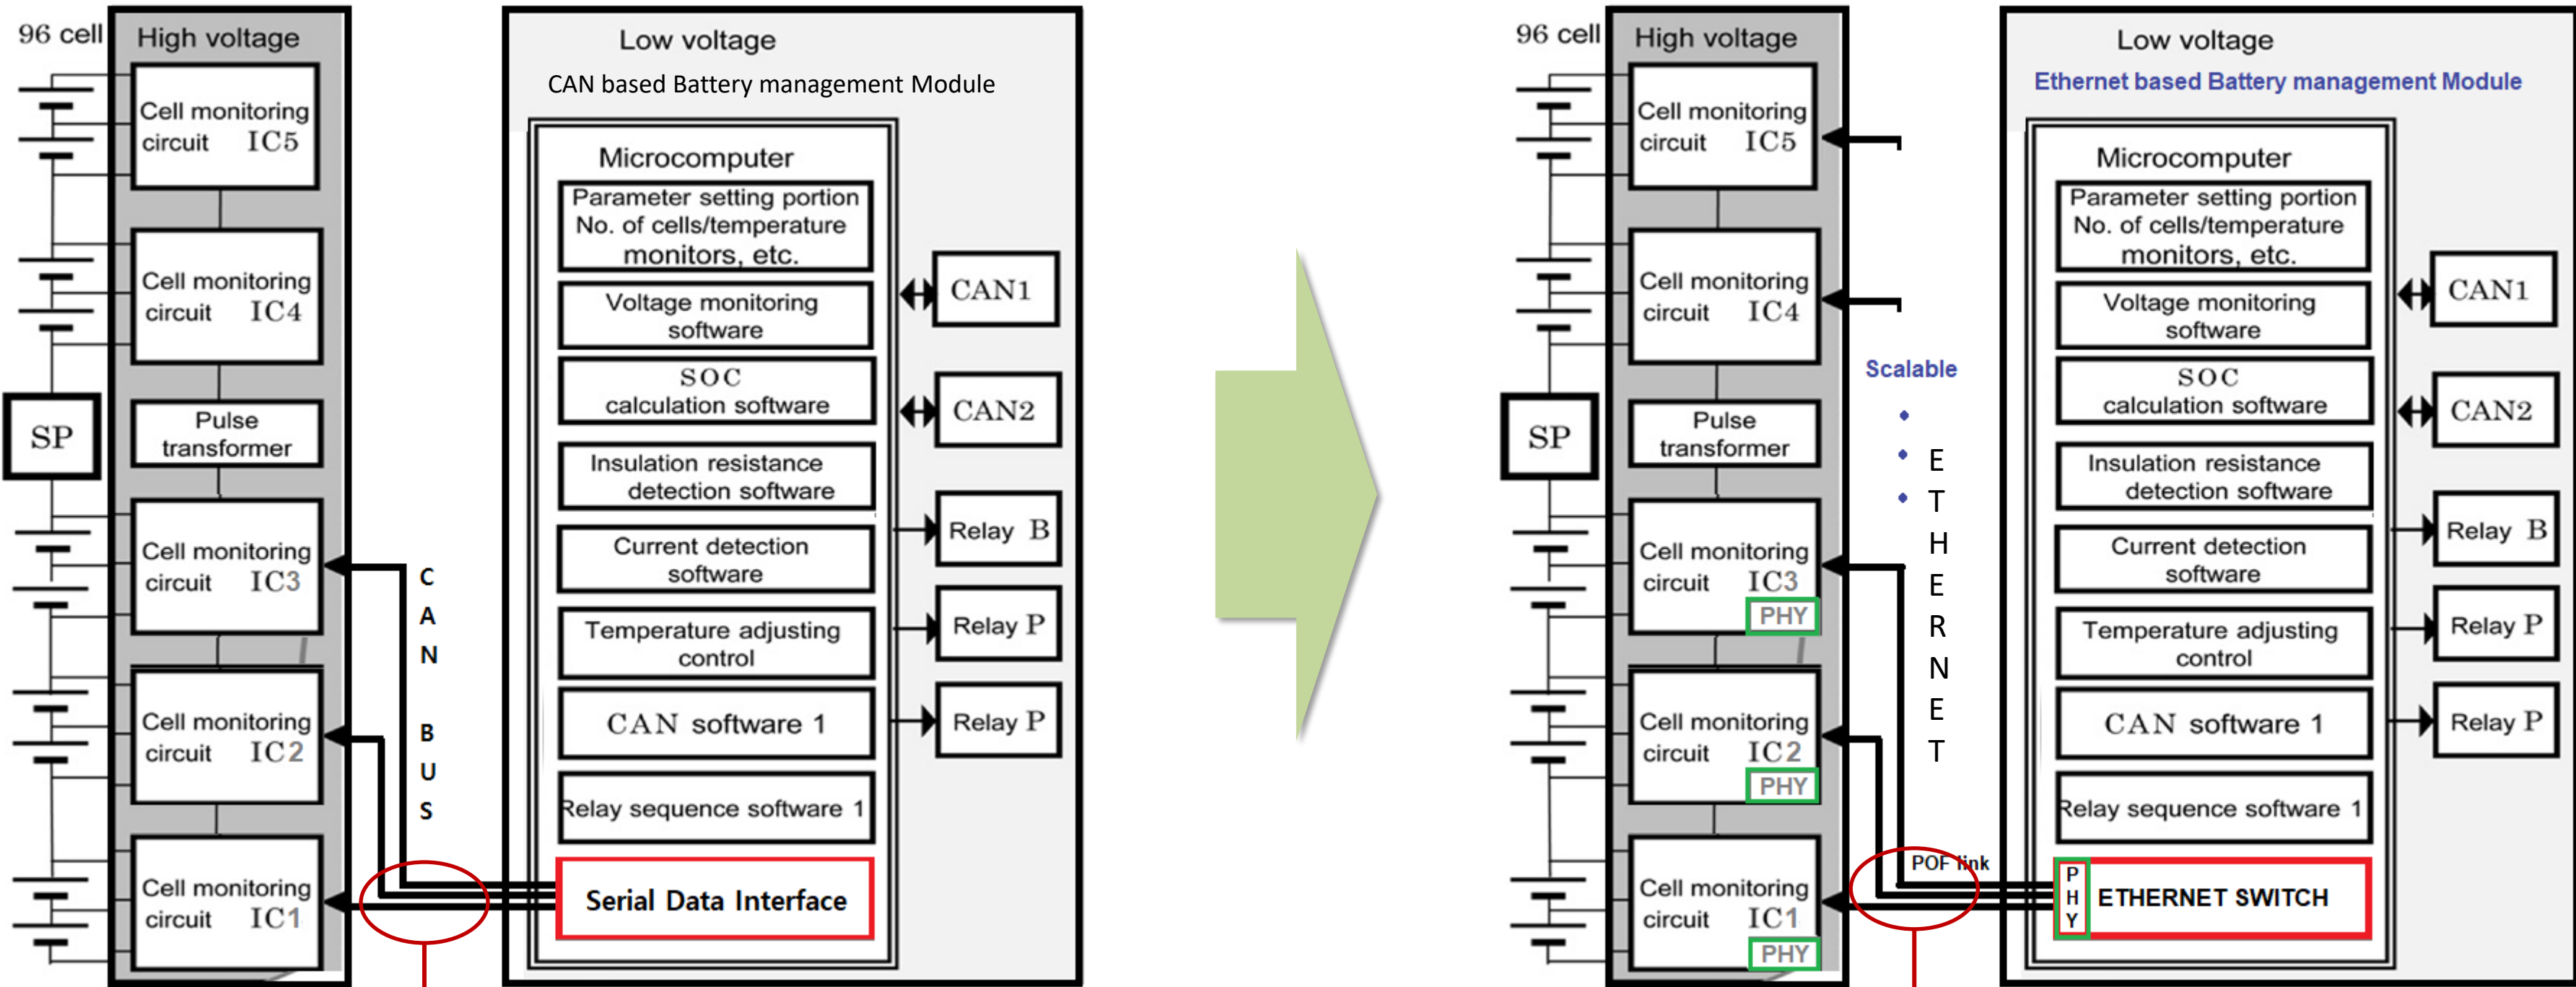 96 cell
High voltage
Cell monitoring
circuit IC5
Cell monitoring
circuit IC4
SP
Pulse
transformer
Cell monitoring
circuit IC3
Cell monitoring
circuit IC2
Cell monitoring
circuit IC1
CAN BUS
Low voltage
CAN based Battery management Module
Microcomputer
Parameter setting portion
No. of cells/temperature
monitors, etc.
Voltage monitoring
software
SOC
calculation software
Insulation resistance
detection software
Current detection
software
Temperature adjusting
control
CAN software 1
Relay sequence software 1
Serial Data Interface
CAN1
CAN2
Relay B
Relay P
Relay P
96 cell
High voltage
Cell monitoring
circuit IC5
Cell monitoring
circuit IC4
SP
Pulse
transformer
Cell monitoring
circuit IC3
PHY
Cell monitoring
circuit IC2
PHY
Cell monitoring
circuit IC1
PHY
Scalable
ETHERNET
POF link
Low voltage
Ethernet based Battery management Module
Microcomputer
Parameter setting portion
No. of cells/temperature
monitors, etc.
Voltage monitoring
software
SOC
calculation software
Insulation resistance
detection software
Current detection
software
Temperature adjusting
control
CAN software 1
Relay sequence software 1
PHY
ETHERNET SWITCH
CAN1
CAN2
Relay B
Relay P
Relay P